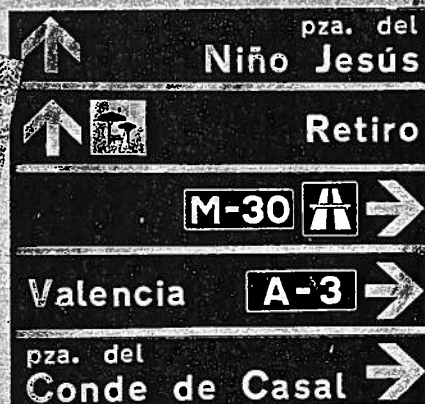 pza. del
Niño Jesús
Retiro
M-30
Valencia A-3
pza. del
Conde de Casal